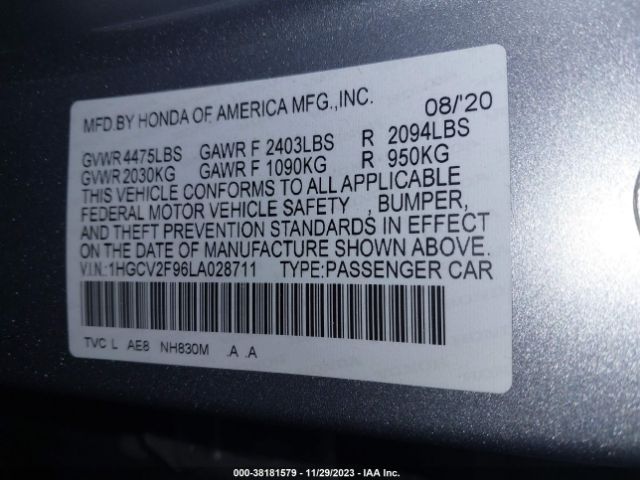 MFD.BY HONDA OF AMERICA MFG.,INC. 08/'20
GVWR 4475LBS GAWR F 2403LBS R 2094LBS
GVWR 2030KG GAWR F 1090KG R 950KG
THIS VEHICLE CONFORMS TO ALL APPLICABLE
FEDERAL MOTOR VEHICLE SAFETY , BUMPER,
AND THEFT PREVENTION STANDARDS IN EFFECT
ON THE DATE OF MANUFACTURE SHOWN ABOVE.
V.I.N.:1HGCV2F96LA028711 TYPE:PASSENGER CAR
TVC L AE8 NH830M .A .A
000-38181579 - 11/29/2023 - IAA Inc.